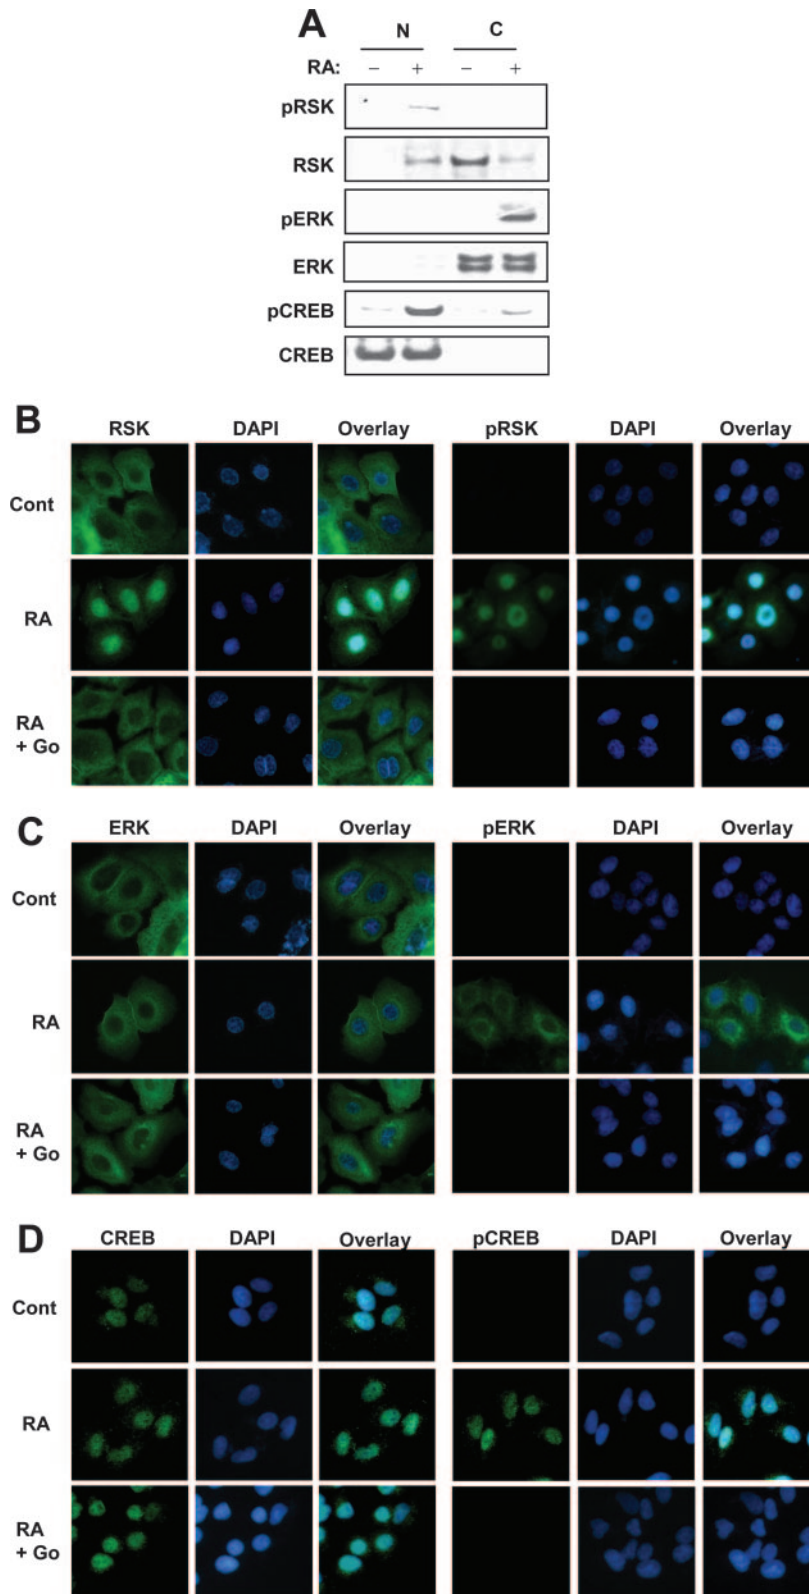 A
N C
RA: – + – +
pRSK
RSK
pERK
ERK
pCREB
CREB
B
RSK DAPI Overlay pRSK DAPI Overlay
Cont
RA
RA
+ Go
C
ERK DAPI Overlay pERK DAPI Overlay
Cont
RA
RA
+ Go
D
CREB DAPI Overlay pCREB DAPI Overlay
Cont
RA
RA
+ Go